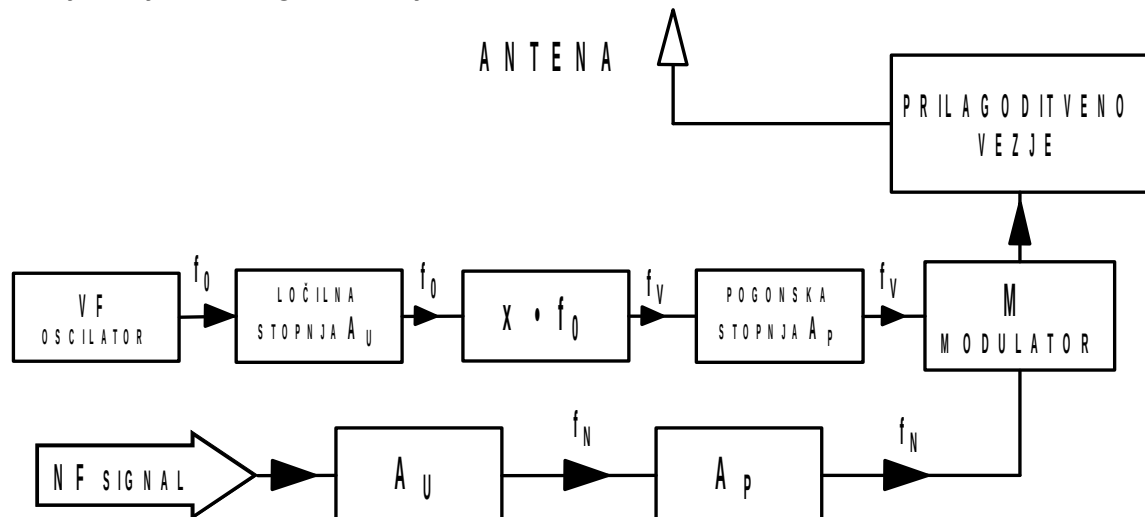 ANTENA
PRILAGODITVENO
VEZJE
VF
OSCILATOR
f0
LOČILNA
STOPNJA AU
f0
x • f0
fV
POGONSKA
STOPNJA AP
fV
M
MODULATOR
NF SIGNAL
AU
fN
AP
fN